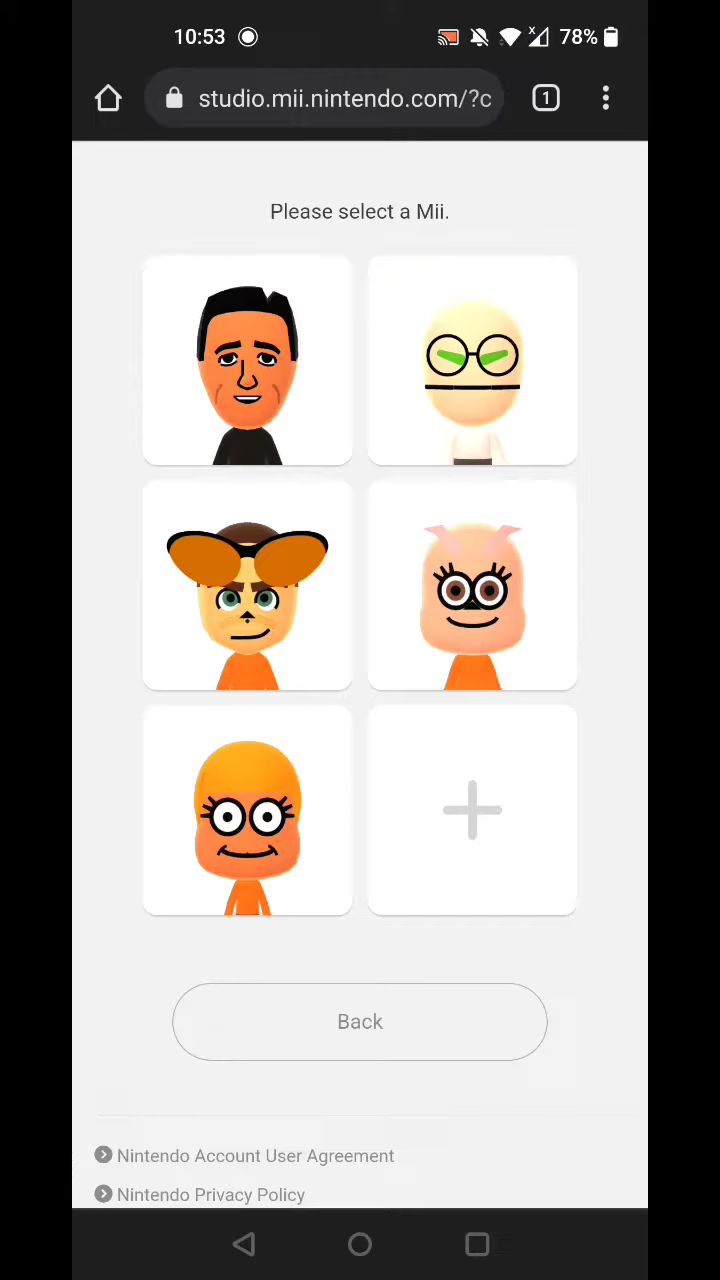 10:53
x
78%
studio.mii.nintendo.com/?c
1
Please select a Mii.
Back
Nintendo Account User Agreement
Nintendo Privacy Policy